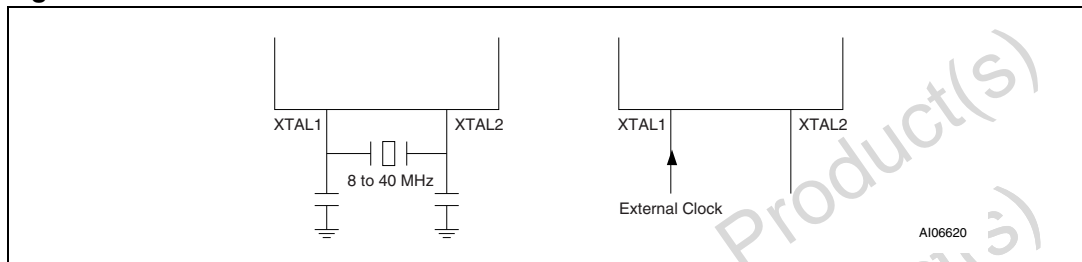 XTAL1
XTAL2
8 to 40 MHz
XTAL1
XTAL2
External Clock
AI06620
Product(s)